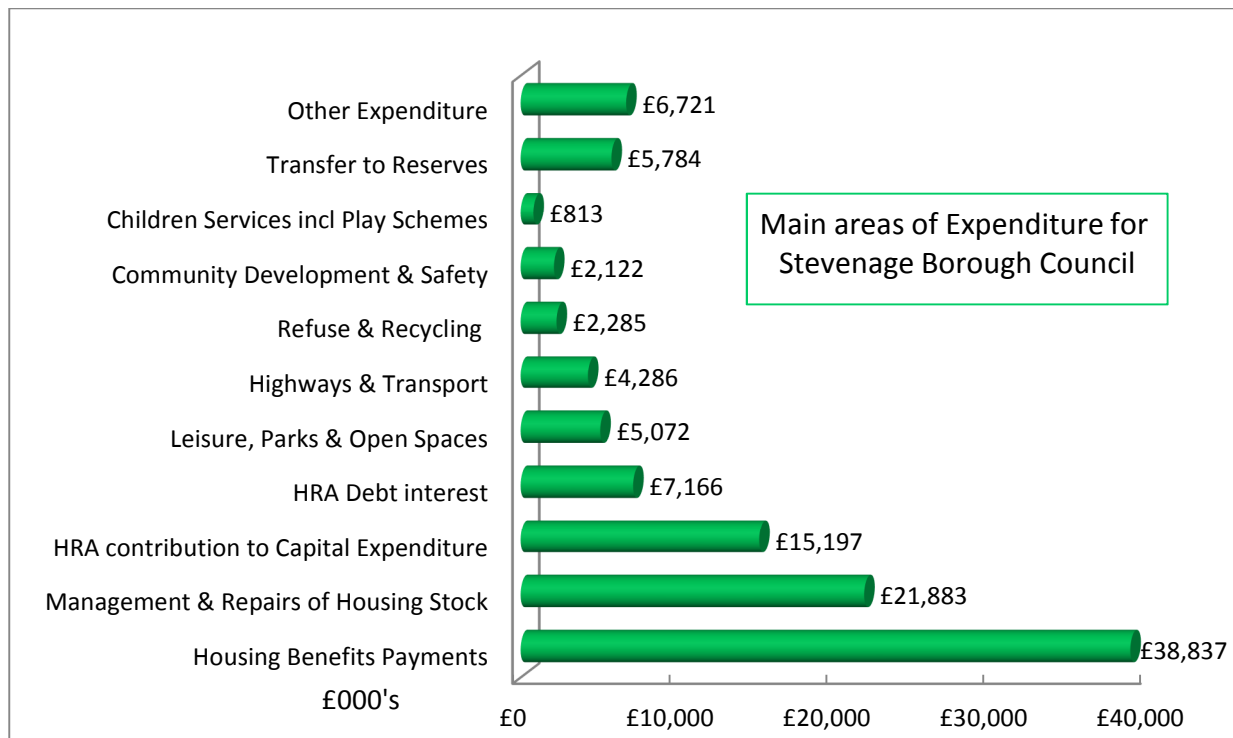 Other Expenditure £6,721
Transfer to Reserves £5,784
Children Services incl Play Schemes £813
Main areas of Expenditure for
Stevenage Borough Council
Community Development & Safety £2,122
Refuse & Recycling £2,285
Highways & Transport £4,286
Leisure, Parks & Open Spaces £5,072
HRA Debt interest £7,166
HRA contribution to Capital Expenditure £15,197
Management & Repairs of Housing Stock £21,883
Housing Benefits Payments £38,837
£000's
£0 £10,000 £20,000 £30,000 £40,000